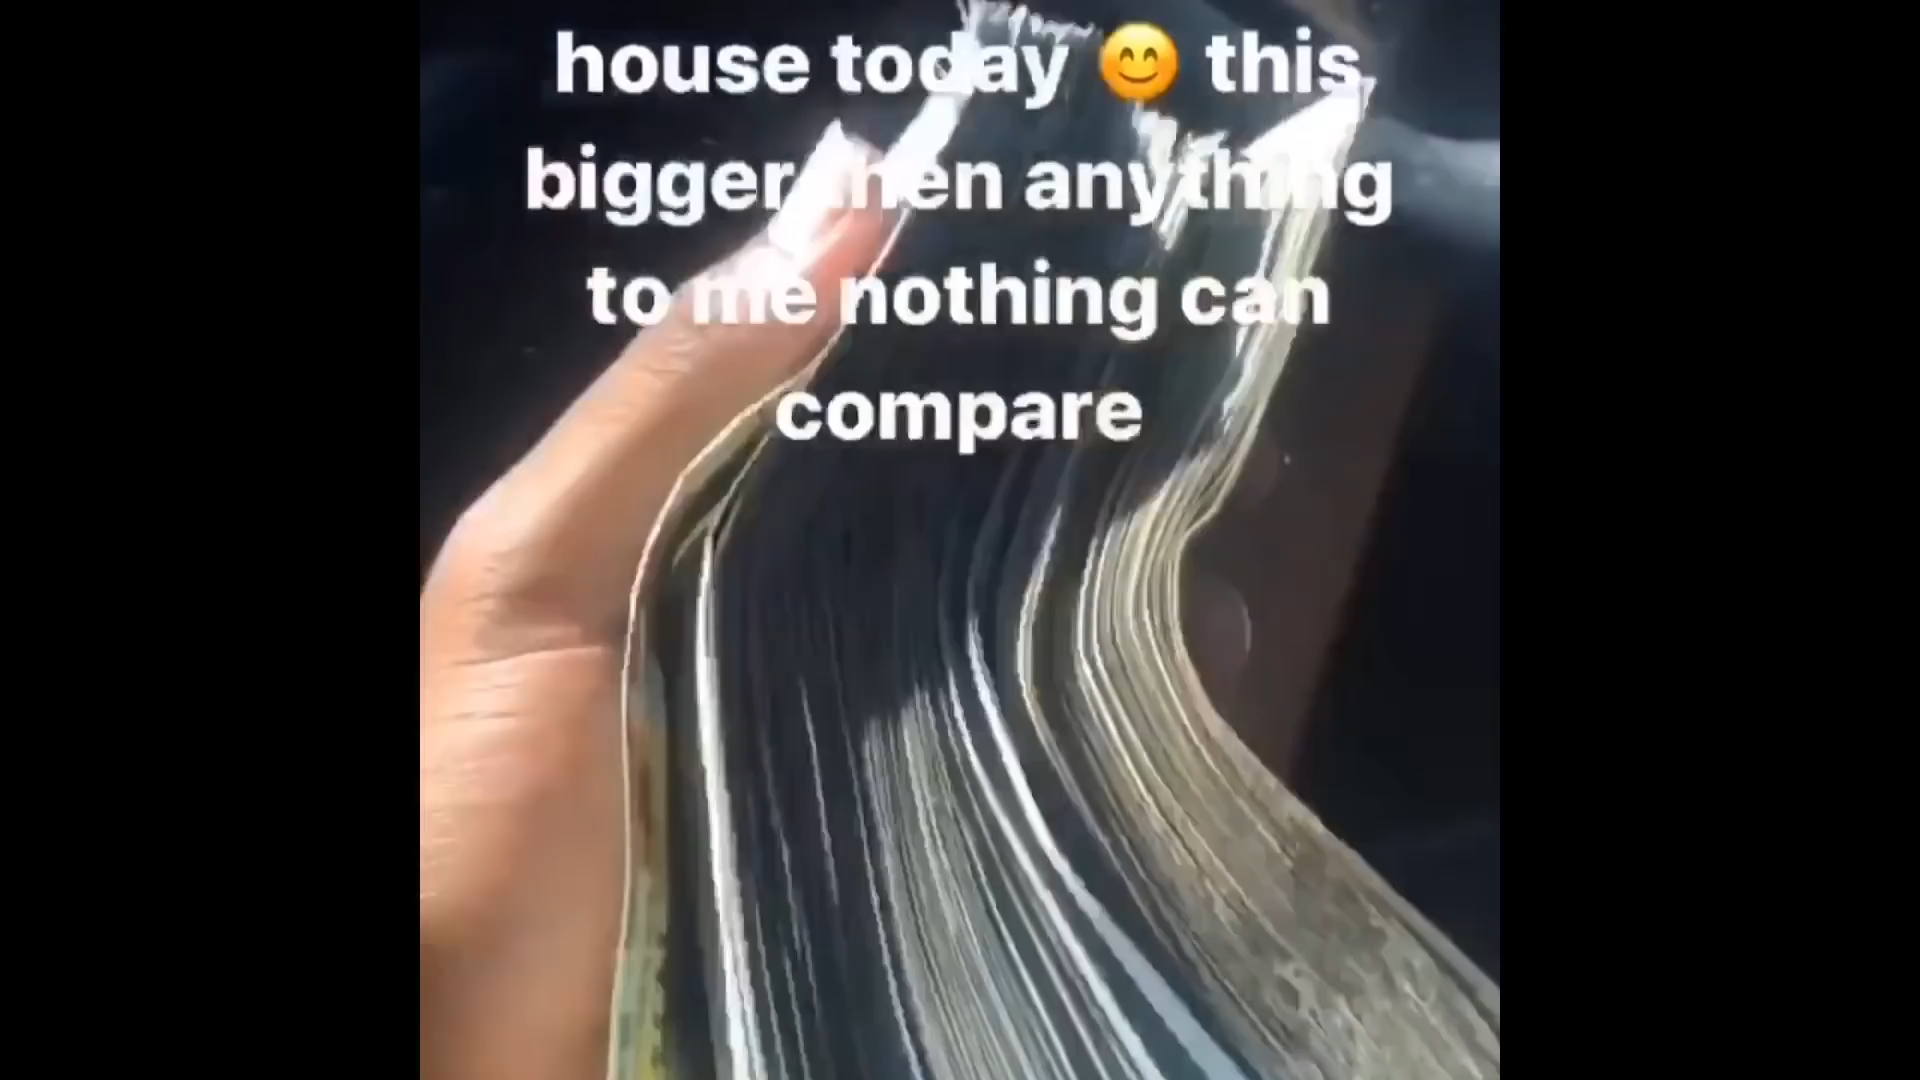 house today 😊 this
bigger then anything
to me nothing can
compare